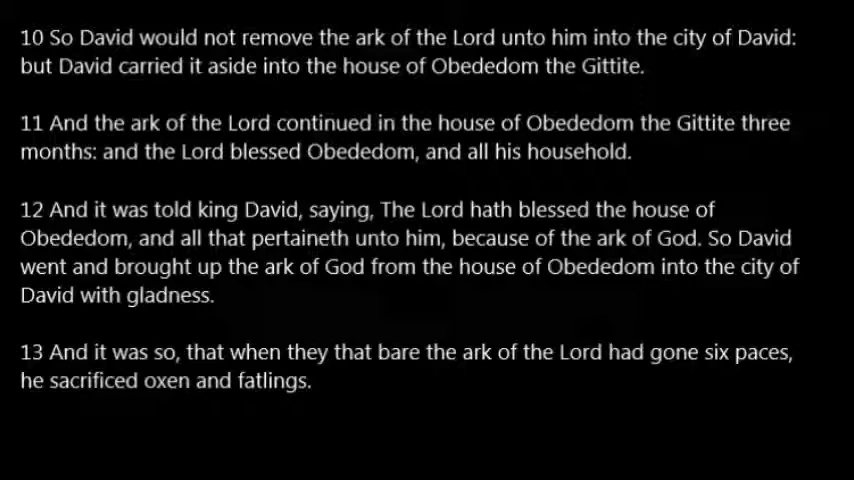 10 So David would not remove the ark of the Lord unto him into the city of David:
but David carried it aside into the house of Obededom the Gittite.
11 And the ark of the Lord continued in the house of Obededom the Gittite three
months: and the Lord blessed Obededom, and all his household.
12 And it was told king David, saying, The Lord hath blessed the house of
Obededom, and all that pertaineth unto him, because of the ark of God. So David
went and brought up the ark of God from the house of Obededom into the city of
David with gladness.
13 And it was so, that when they that bare the ark of the Lord had gone six paces,
he sacrificed oxen and fatlings.